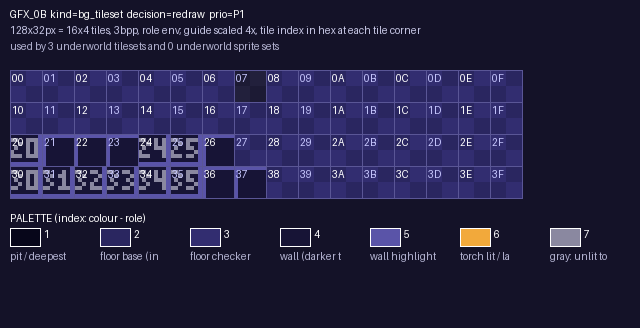 GFX_0B kind=bg_tileset decision=redraw prio=P1
128x32px = 16x4 tiles, 3bpp, role env; guide scaled 4x, tile index in hex at each tile corner
used by 3 underworld tilesets and 0 underworld sprite sets
00 01 02 03 04 05 06 07 08 09 0A 0B 0C 0D 0E 0F
10 11 12 13 14 15 16 17 18 19 1A 1B 1C 1D 1E 1F
20 21 22 23 24 25 26 27 28 29 2A 2B 2C 2D 2E 2F
30 31 32 33 34 35 36 37 38 39 3A 3B 3C 3D 3E 3F
PALETTE (index: colour - role)
1 2 3 4 5 6 7
pit / deepest floor base (in floor checker wall (darker t wall highlight torch lit / la gray: unlit to